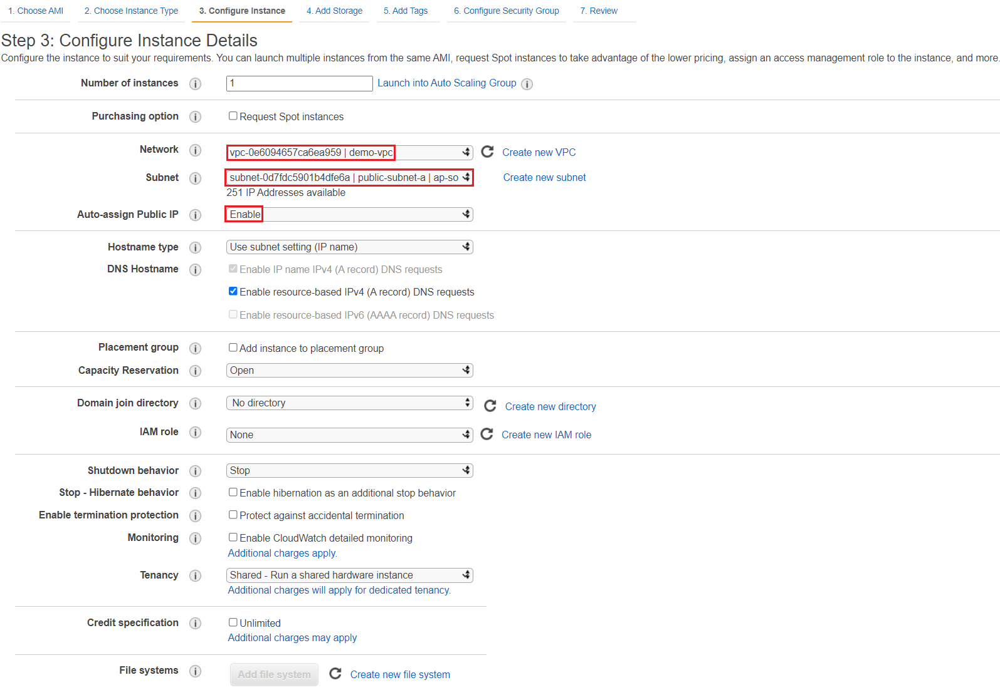 1. Choose AMI 2. Choose Instance Type 3. Configure Instance 4. Add Storage 5. Add Tags 6. Configure Security Group 7. Review
Step 3: Configure Instance Details
Configure the instance to suit your requirements. You can launch multiple instances from the same AMI, request Spot instances to take advantage of the lower pricing, assign an access management role to the instance, and more.
Number of instances 1 Launch into Auto Scaling Group
Purchasing option Request Spot instances
Network vpc-0e6094657ca6ea959 | demo-vpc Create new VPC
Subnet subnet-0d7fdc5901b4dfe6a | public-subnet-a | ap-so Create new subnet
251 IP Addresses available
Auto-assign Public IP Enable
Hostname type Use subnet setting (IP name)
DNS Hostname Enable IP name IPv4 (A record) DNS requests
Enable resource-based IPv4 (A record) DNS requests
Enable resource-based IPv6 (AAAA record) DNS requests
Placement group Add instance to placement group
Capacity Reservation Open
Domain join directory No directory Create new directory
IAM role None Create new IAM role
Shutdown behavior Stop
Stop - Hibernate behavior Enable hibernation as an additional stop behavior
Enable termination protection Protect against accidental termination
Monitoring Enable CloudWatch detailed monitoring
Additional charges apply.
Tenancy Shared - Run a shared hardware instance
Additional charges will apply for dedicated tenancy.
Credit specification Unlimited
Additional charges may apply
File systems Add file system Create new file system